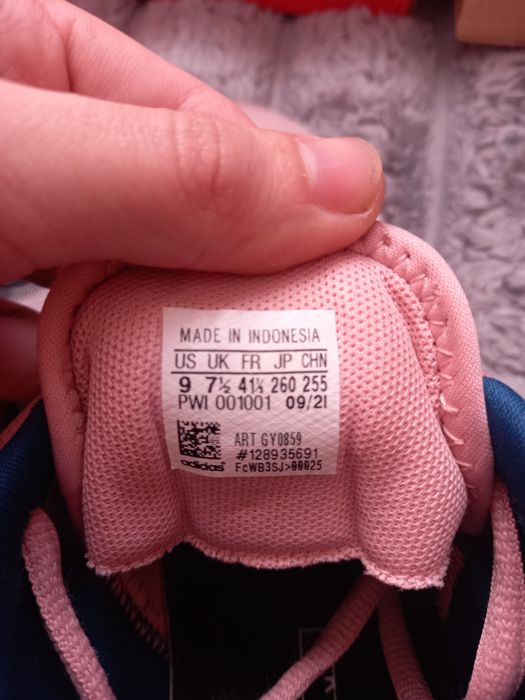 MADE IN INDONESIA
US UK FR JP CHN
9 7½ 41⅓ 260 255
PWI 001001 09/21
ART GY0859
#128935691
adidas FcWB3SJ>00025